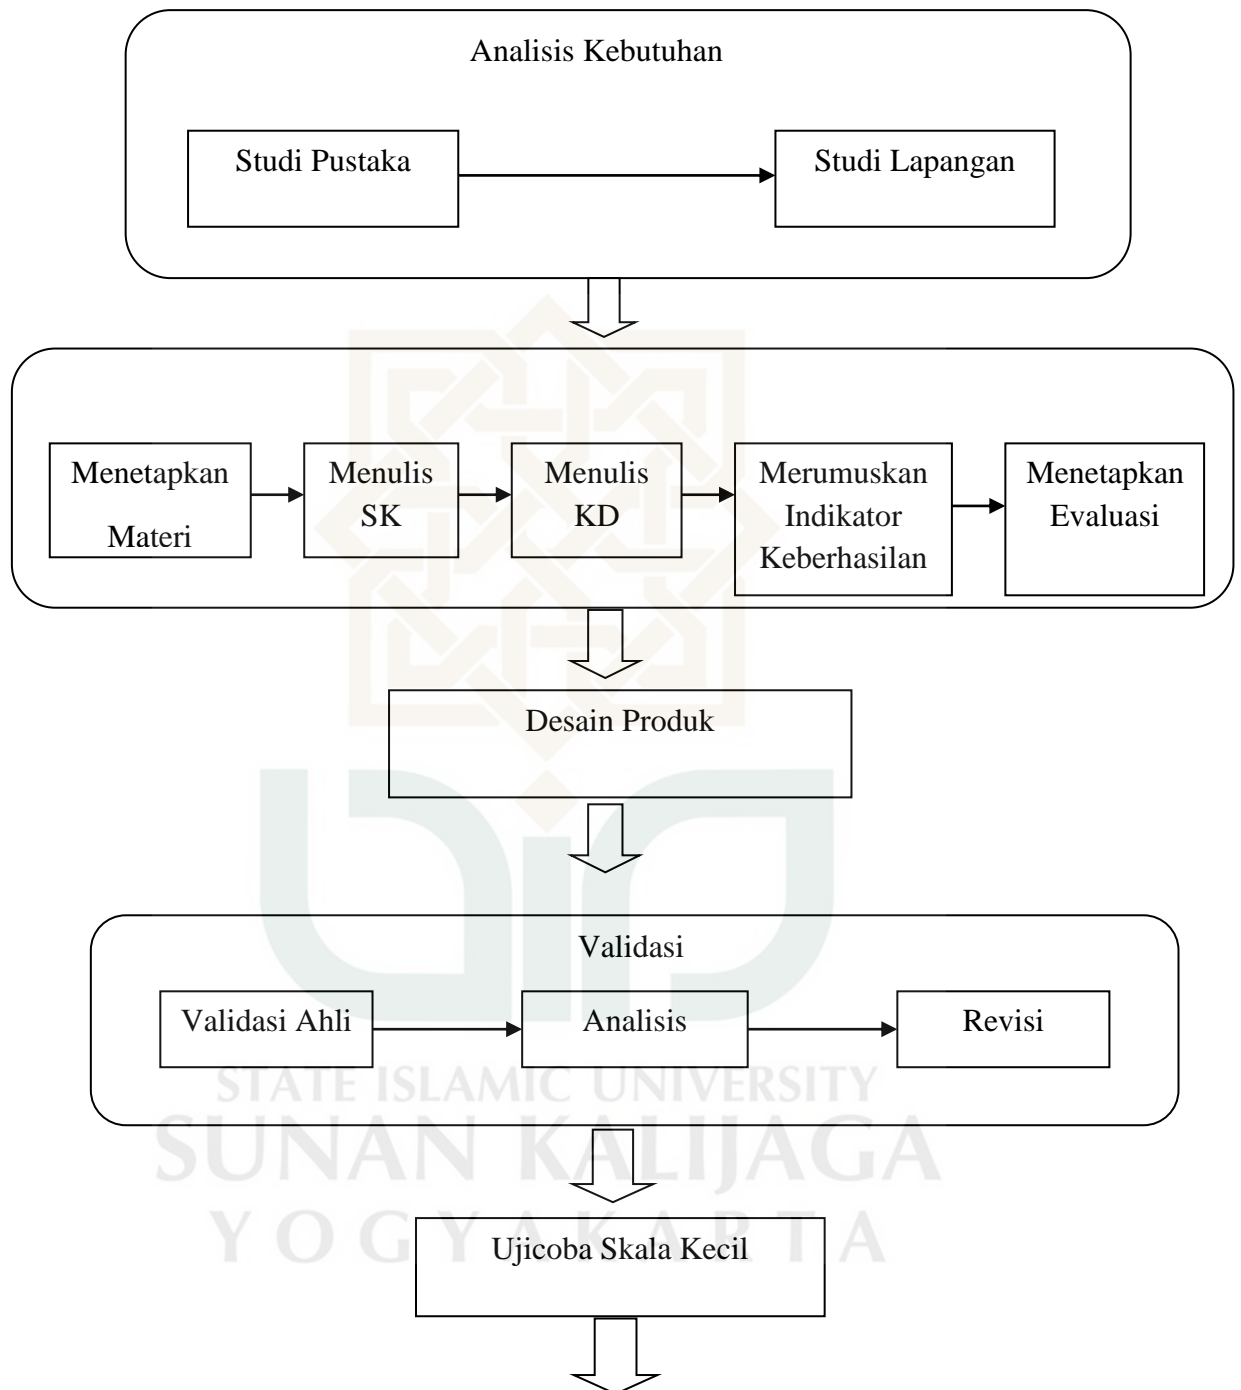 Analisis Kebutuhan
Studi Pustaka
Studi Lapangan
Menetapkan
Materi
Menulis
SK
Menulis
KD
Merumuskan
Indikator
Keberhasilan
Menetapkan
Evaluasi
Desain Produk
Validasi
Validasi Ahli
Analisis
Revisi
STATE ISLAMIC UNIVERSITY
SUNAN KALIJAGA
YOGYAKARTA
Ujicoba Skala Kecil